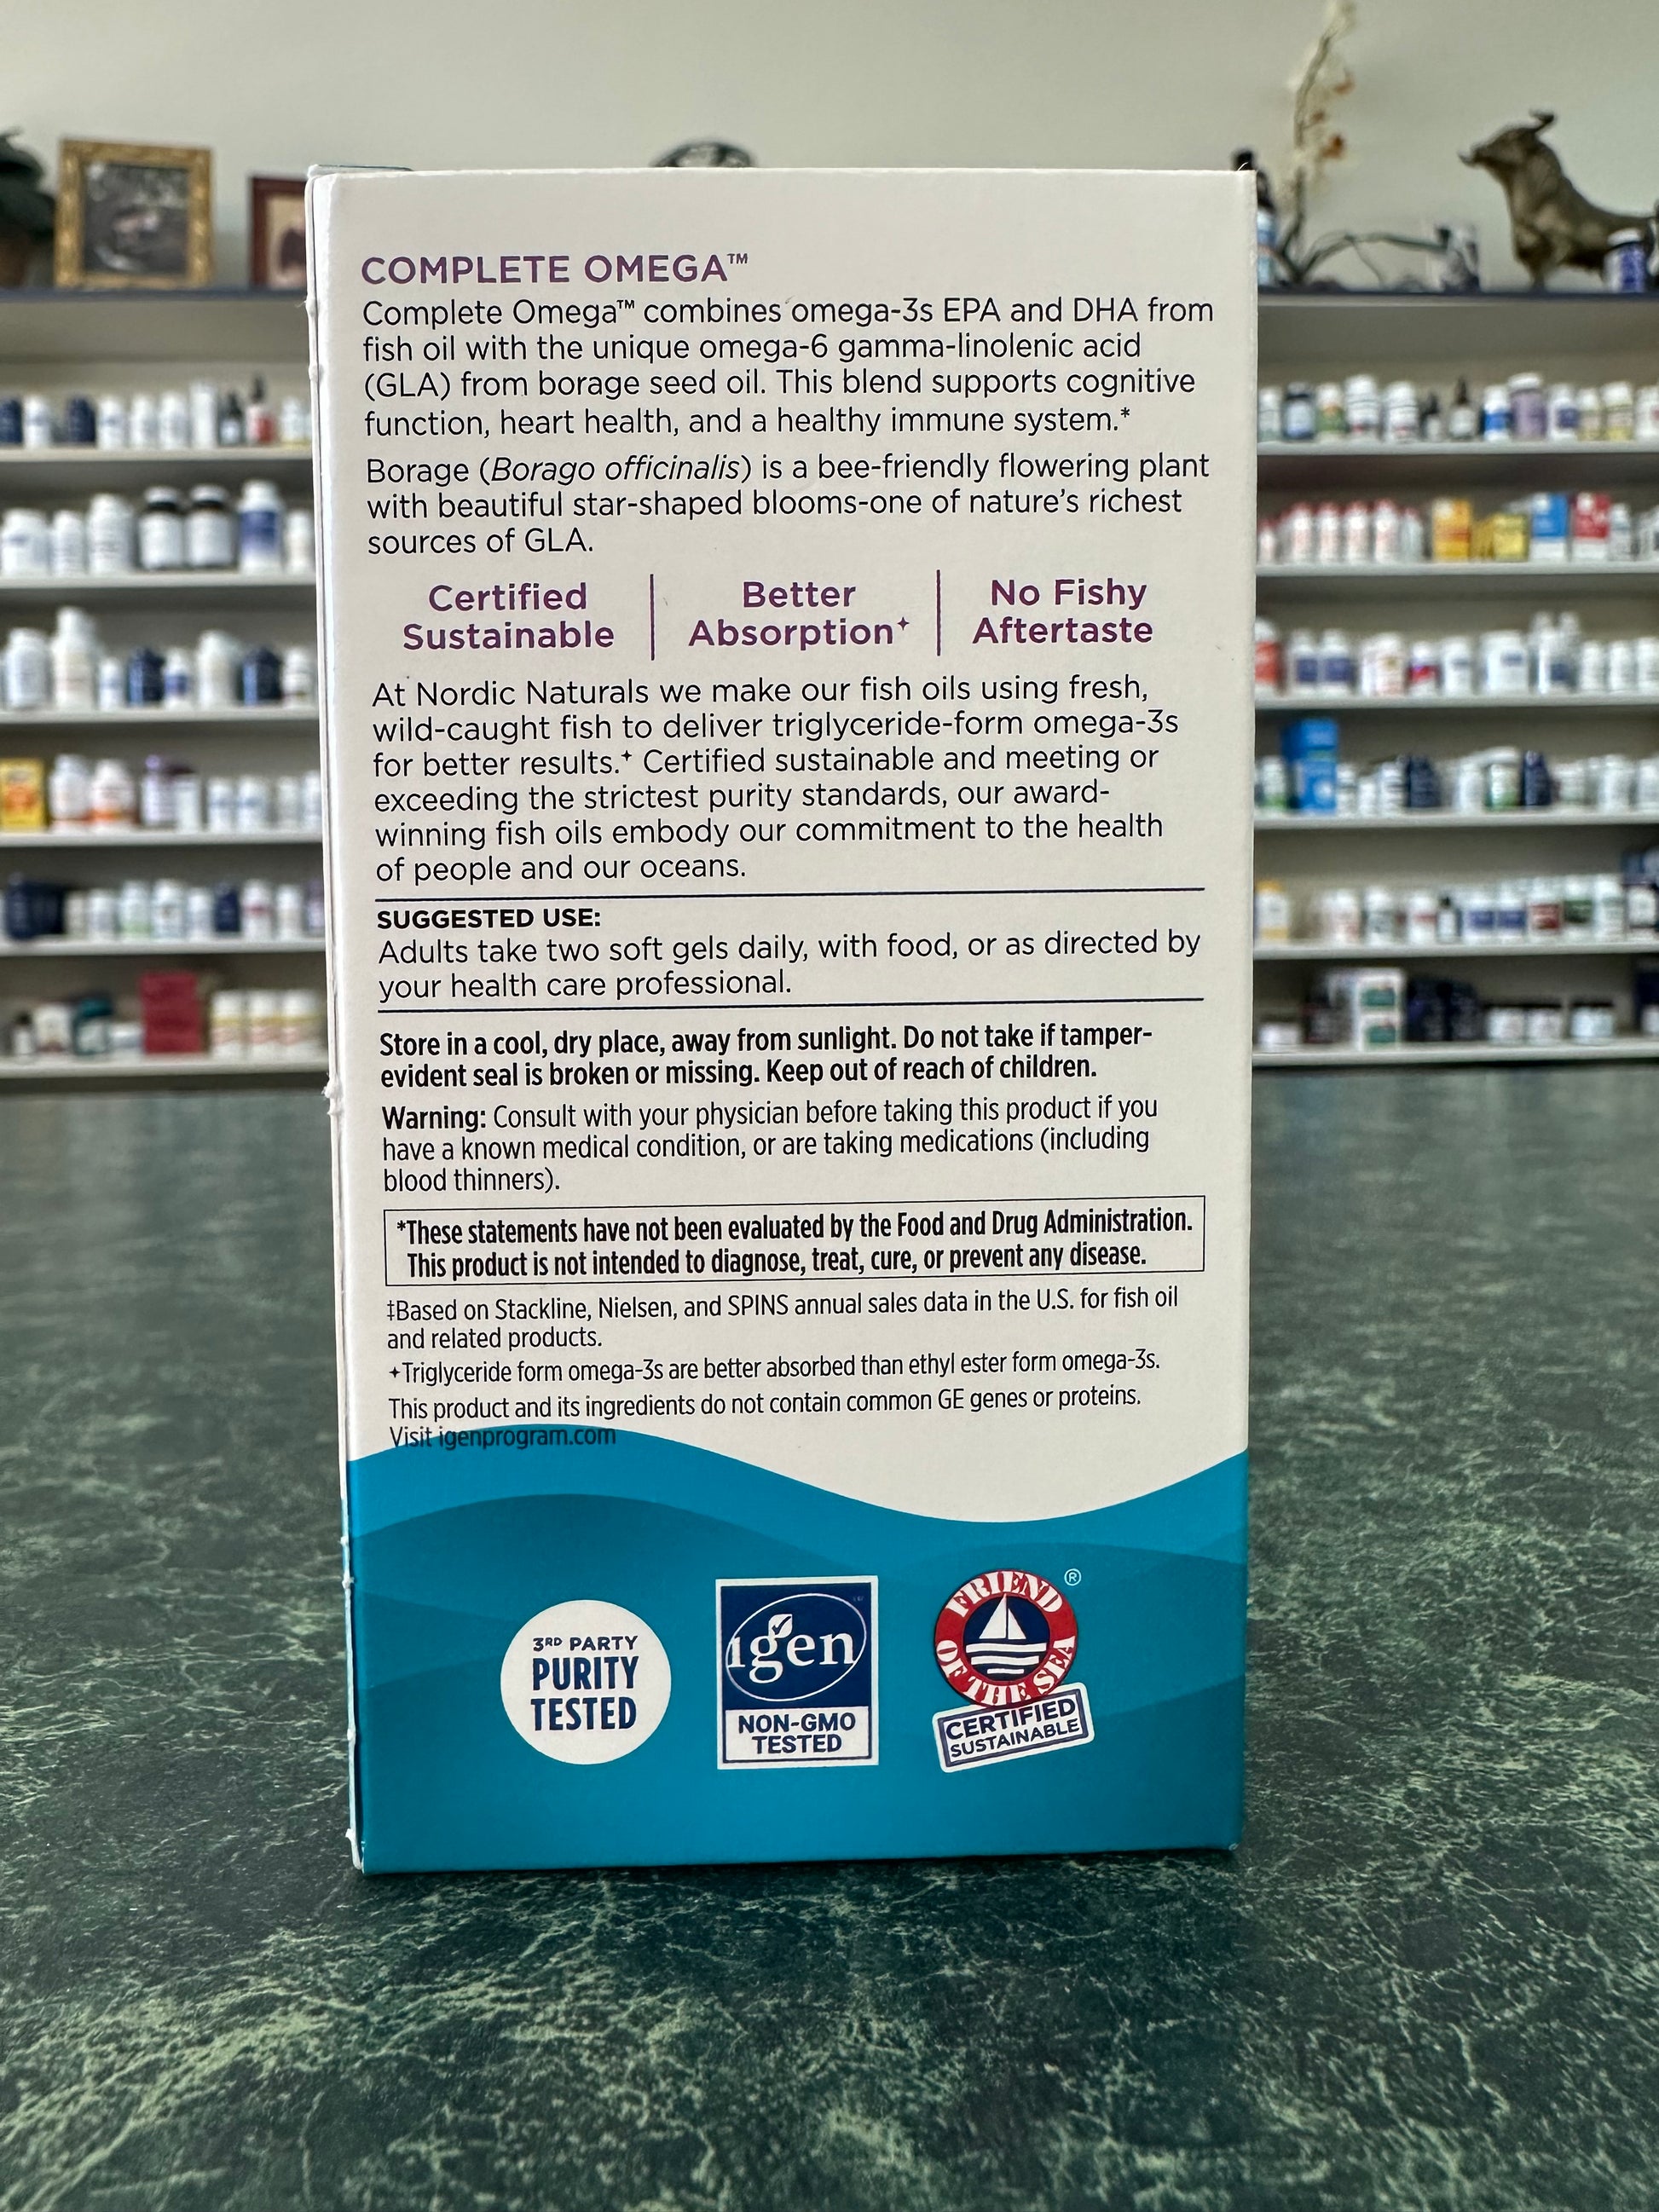 COMPLETE OMEGA™
Complete Omega™ combines omega-3s EPA and DHA from
fish oil with the unique omega-6 gamma-linolenic acid
(GLA) from borage seed oil. This blend supports cognitive
function, heart health, and a healthy immune system.*
Borage (Borago officinalis) is a bee-friendly flowering plant
with beautiful star-shaped blooms-one of nature's richest
sources of GLA.
Certified
Sustainable
Better
Absorption✦
No Fishy
Aftertaste
At Nordic Naturals we make our fish oils using fresh,
wild-caught fish to deliver triglyceride-form omega-3s
for better results.✦ Certified sustainable and meeting or
exceeding the strictest purity standards, our award-
winning fish oils embody our commitment to the health
of people and our oceans.
SUGGESTED USE:
Adults take two soft gels daily, with food, or as directed by
your health care professional.
Store in a cool, dry place, away from sunlight. Do not take if tamper-
evident seal is broken or missing. Keep out of reach of children.
Warning: Consult with your physician before taking this product if you
have a known medical condition, or are taking medications (including
blood thinners).
*These statements have not been evaluated by the Food and Drug Administration.
This product is not intended to diagnose, treat, cure, or prevent any disease.
‡Based on Stackline, Nielsen, and SPINS annual sales data in the U.S. for fish oil
and related products.
✦Triglyceride form omega-3s are better absorbed than ethyl ester form omega-3s.
This product and its ingredients do not contain common GE genes or proteins.
Visit igenprogram.com
3RD PARTY
PURITY
TESTED
igen
NON-GMO
TESTED
FRIEND
OF THE SEA
®
CERTIFIED
SUSTAINABLE